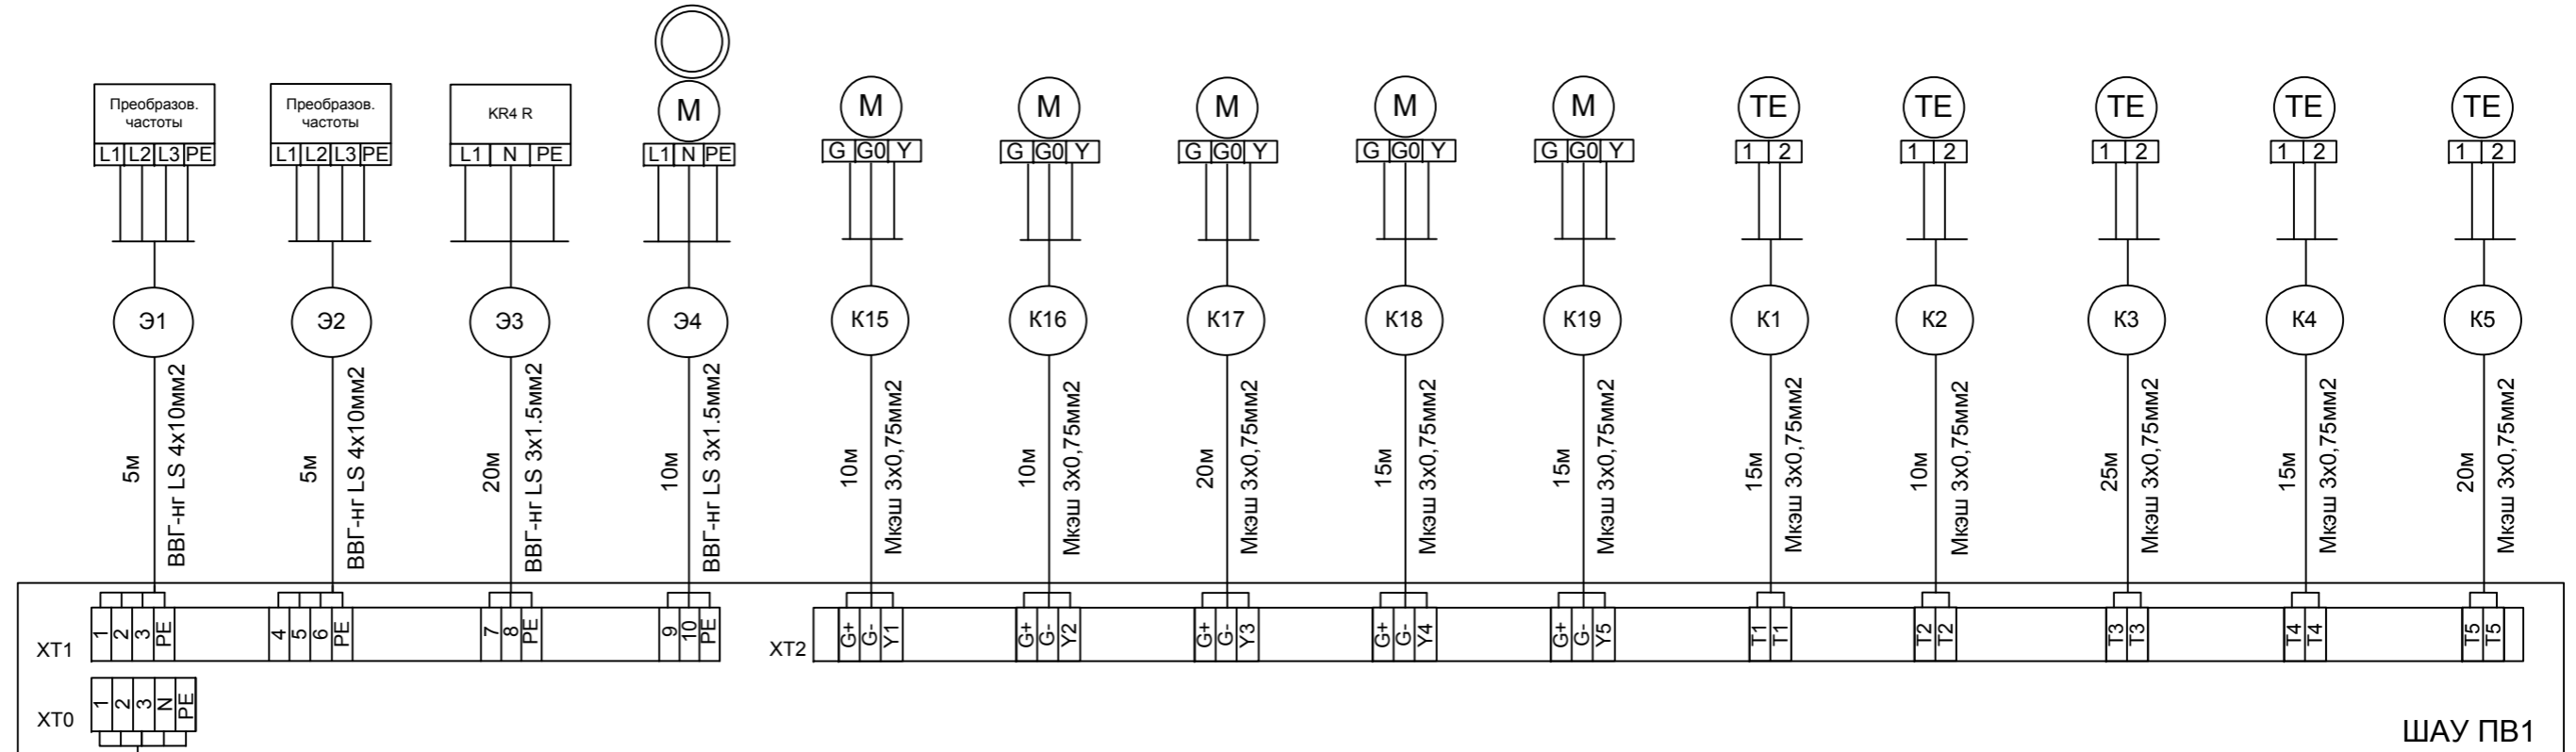 Преобразов.
частоты
Преобразов.
частоты
KR4 R
M
M
M
M
M
M
TE
TE
TE
TE
TE
L1 L2 L3 PE
L1 L2 L3 PE
L1 N PE
L1 N PE
G G0 Y
G G0 Y
G G0 Y
G G0 Y
G G0 Y
1 2
1 2
1 2
1 2
1 2
Э1
Э2
Э3
Э4
К15
К16
К17
К18
К19
К1
К2
К3
К4
К5
5м
ВВГ-нг LS 4х10мм2
5м
ВВГ-нг LS 4х10мм2
20м
ВВГ-нг LS 3х1.5мм2
10м
ВВГ-нг LS 3х1.5мм2
10м
Мкэш 3х0,75мм2
10м
Мкэш 3х0,75мм2
20м
Мкэш 3х0,75мм2
15м
Мкэш 3х0,75мм2
15м
Мкэш 3х0,75мм2
15м
Мкэш 3х0,75мм2
10м
Мкэш 3х0,75мм2
25м
Мкэш 3х0,75мм2
15м
Мкэш 3х0,75мм2
20м
Мкэш 3х0,75мм2
XT1
1 2 3 PE
4 5 6 PE
7 8 PE
9 10 PE
XT2
G+ G- Y1
G+ G- Y2
G+ G- Y3
G+ G- Y4
G+ G- Y5
T1 T1
T2 T2
T3 T3
T4 T4
T5 T5
XT0
1 2 3 N PE
ШАУ ПВ1